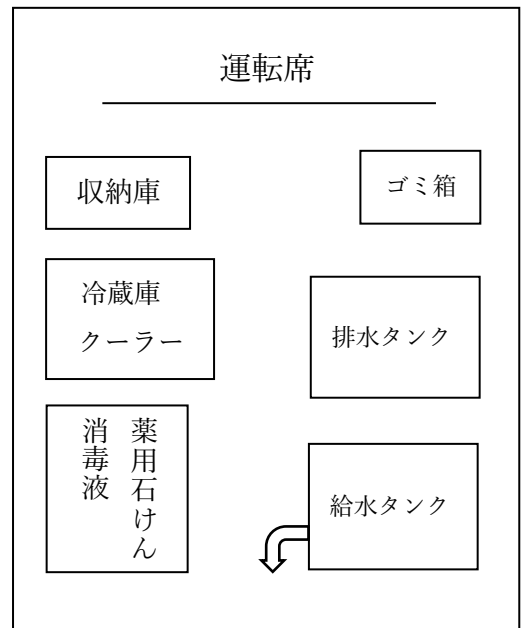 運転席
収納庫
ゴミ箱
冷蔵庫
クーラー
排水タンク
薬用石けん
消毒液
給水タンク